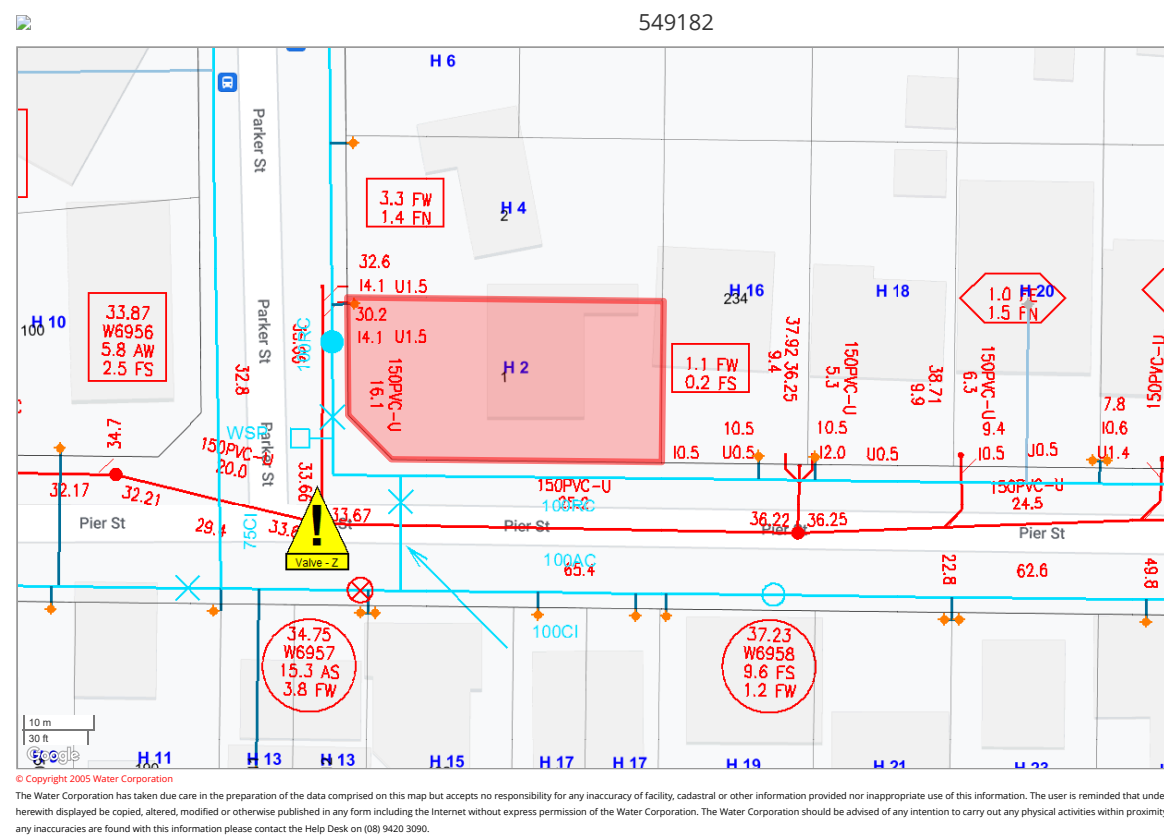 549182
H 6
Parker St
3.3 FW
1.4 FN
H 4
2
32.6
I4.1 U1.5
30.2
I4.1 U1.5
33.87
W6956
5.8 AW
2.5 FS
H 10
100
Parker St
32.8
H 2
1
150PVC-U
16.1
H 16
234
H 18
H 20
1.5 FN
1.1 FW
0.2 FS
37.92
36.25
9.4
150PVC-U
5.3
38.71
9.9
150PVC-U
6.3
150PVC-U
7.8
34.7
WSP
Parker St
20.0
33.66
10.5
I0.5 U0.5
10.5
I2.0 U0.5
9.4
I0.5 U0.5
I0.6
U1.4
32.17
32.21
150PVC-U
150PVC-U
24.5
Pier St
29.4
75CI
33.67
Pier St
36.22
36.25
Pier St
Valve - Z
100AC
65.4
22.8
62.6
49.8
100CI
34.75
W6957
15.3 AS
3.8 FW
37.23
W6958
9.6 FS
1.2 FW
10 m
30 ft
Google
H 11
H 13
H 13
H 15
H 17
H 17
H 19
H 21
H 23
© Copyright 2005 Water Corporation
The Water Corporation has taken due care in the preparation of the data comprised on this map but accepts no responsibility for any inaccuracy of facility, cadastral or other information provided nor inappropriate use of this information. The user is reminded that unde
herewith displayed be copied, altered, modified or otherwise published in any form including the Internet without express permission of the Water Corporation. The Water Corporation should be advised of any intention to carry out any physical activities within proximity
any inaccuracies are found with this information please contact the Help Desk on (08) 9420 3090.